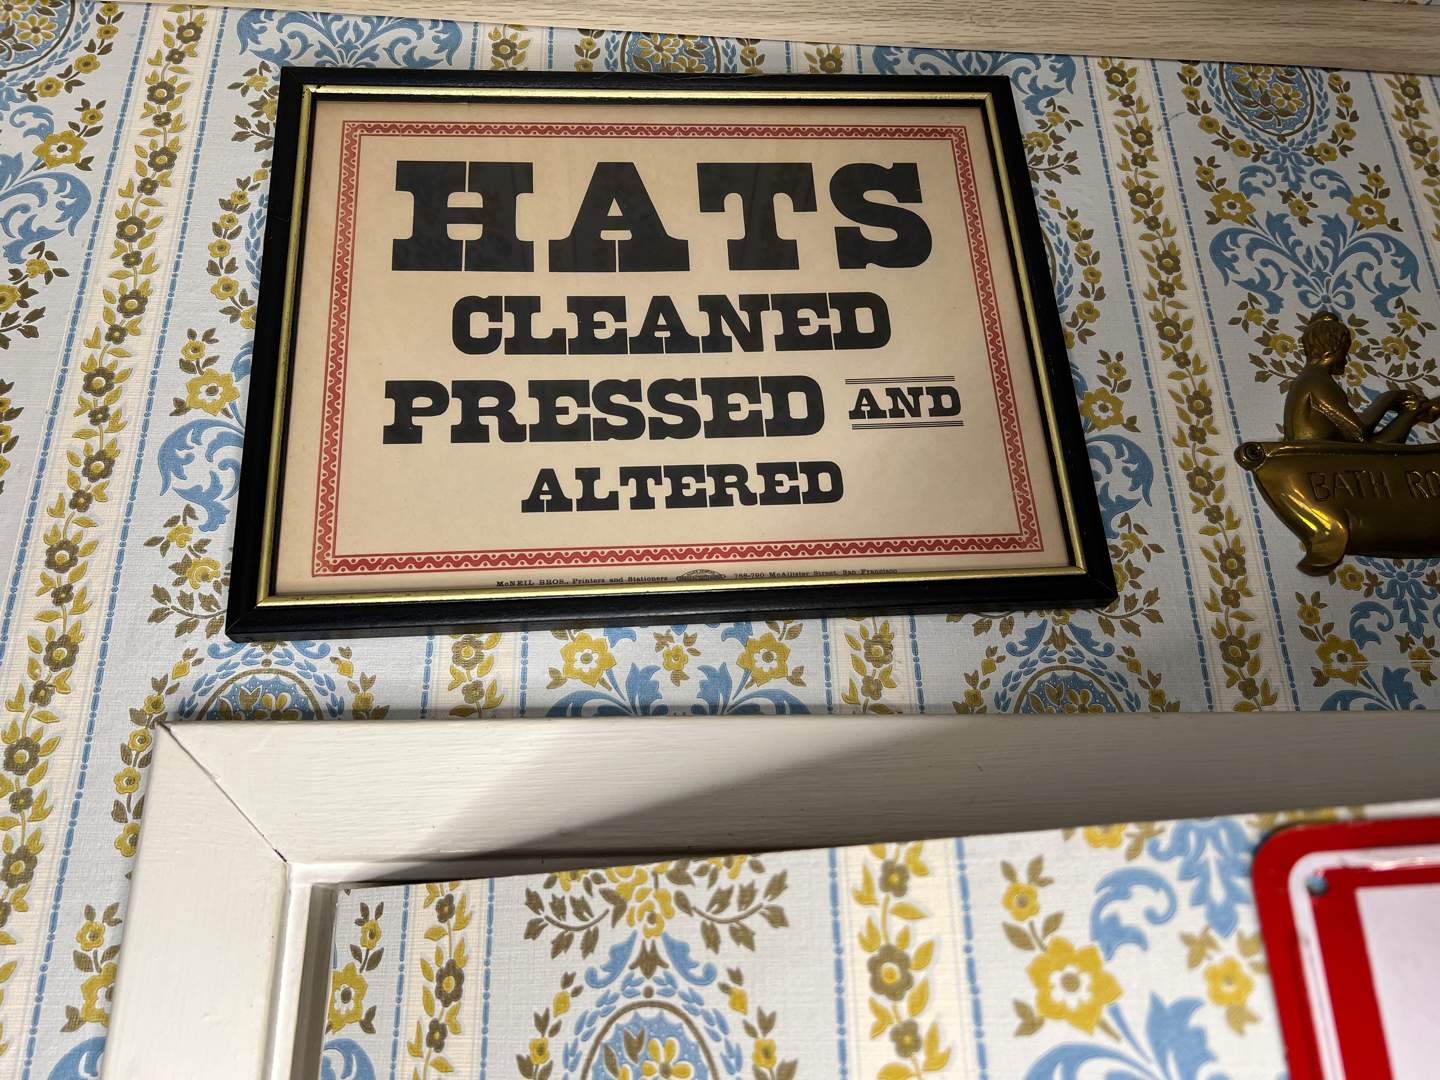 HATS
CLEANED
PRESSED AND
ALTERED
McNEIL BROS., Printers and Stationers 788-790 McAllister Street, San Francisco
BATH